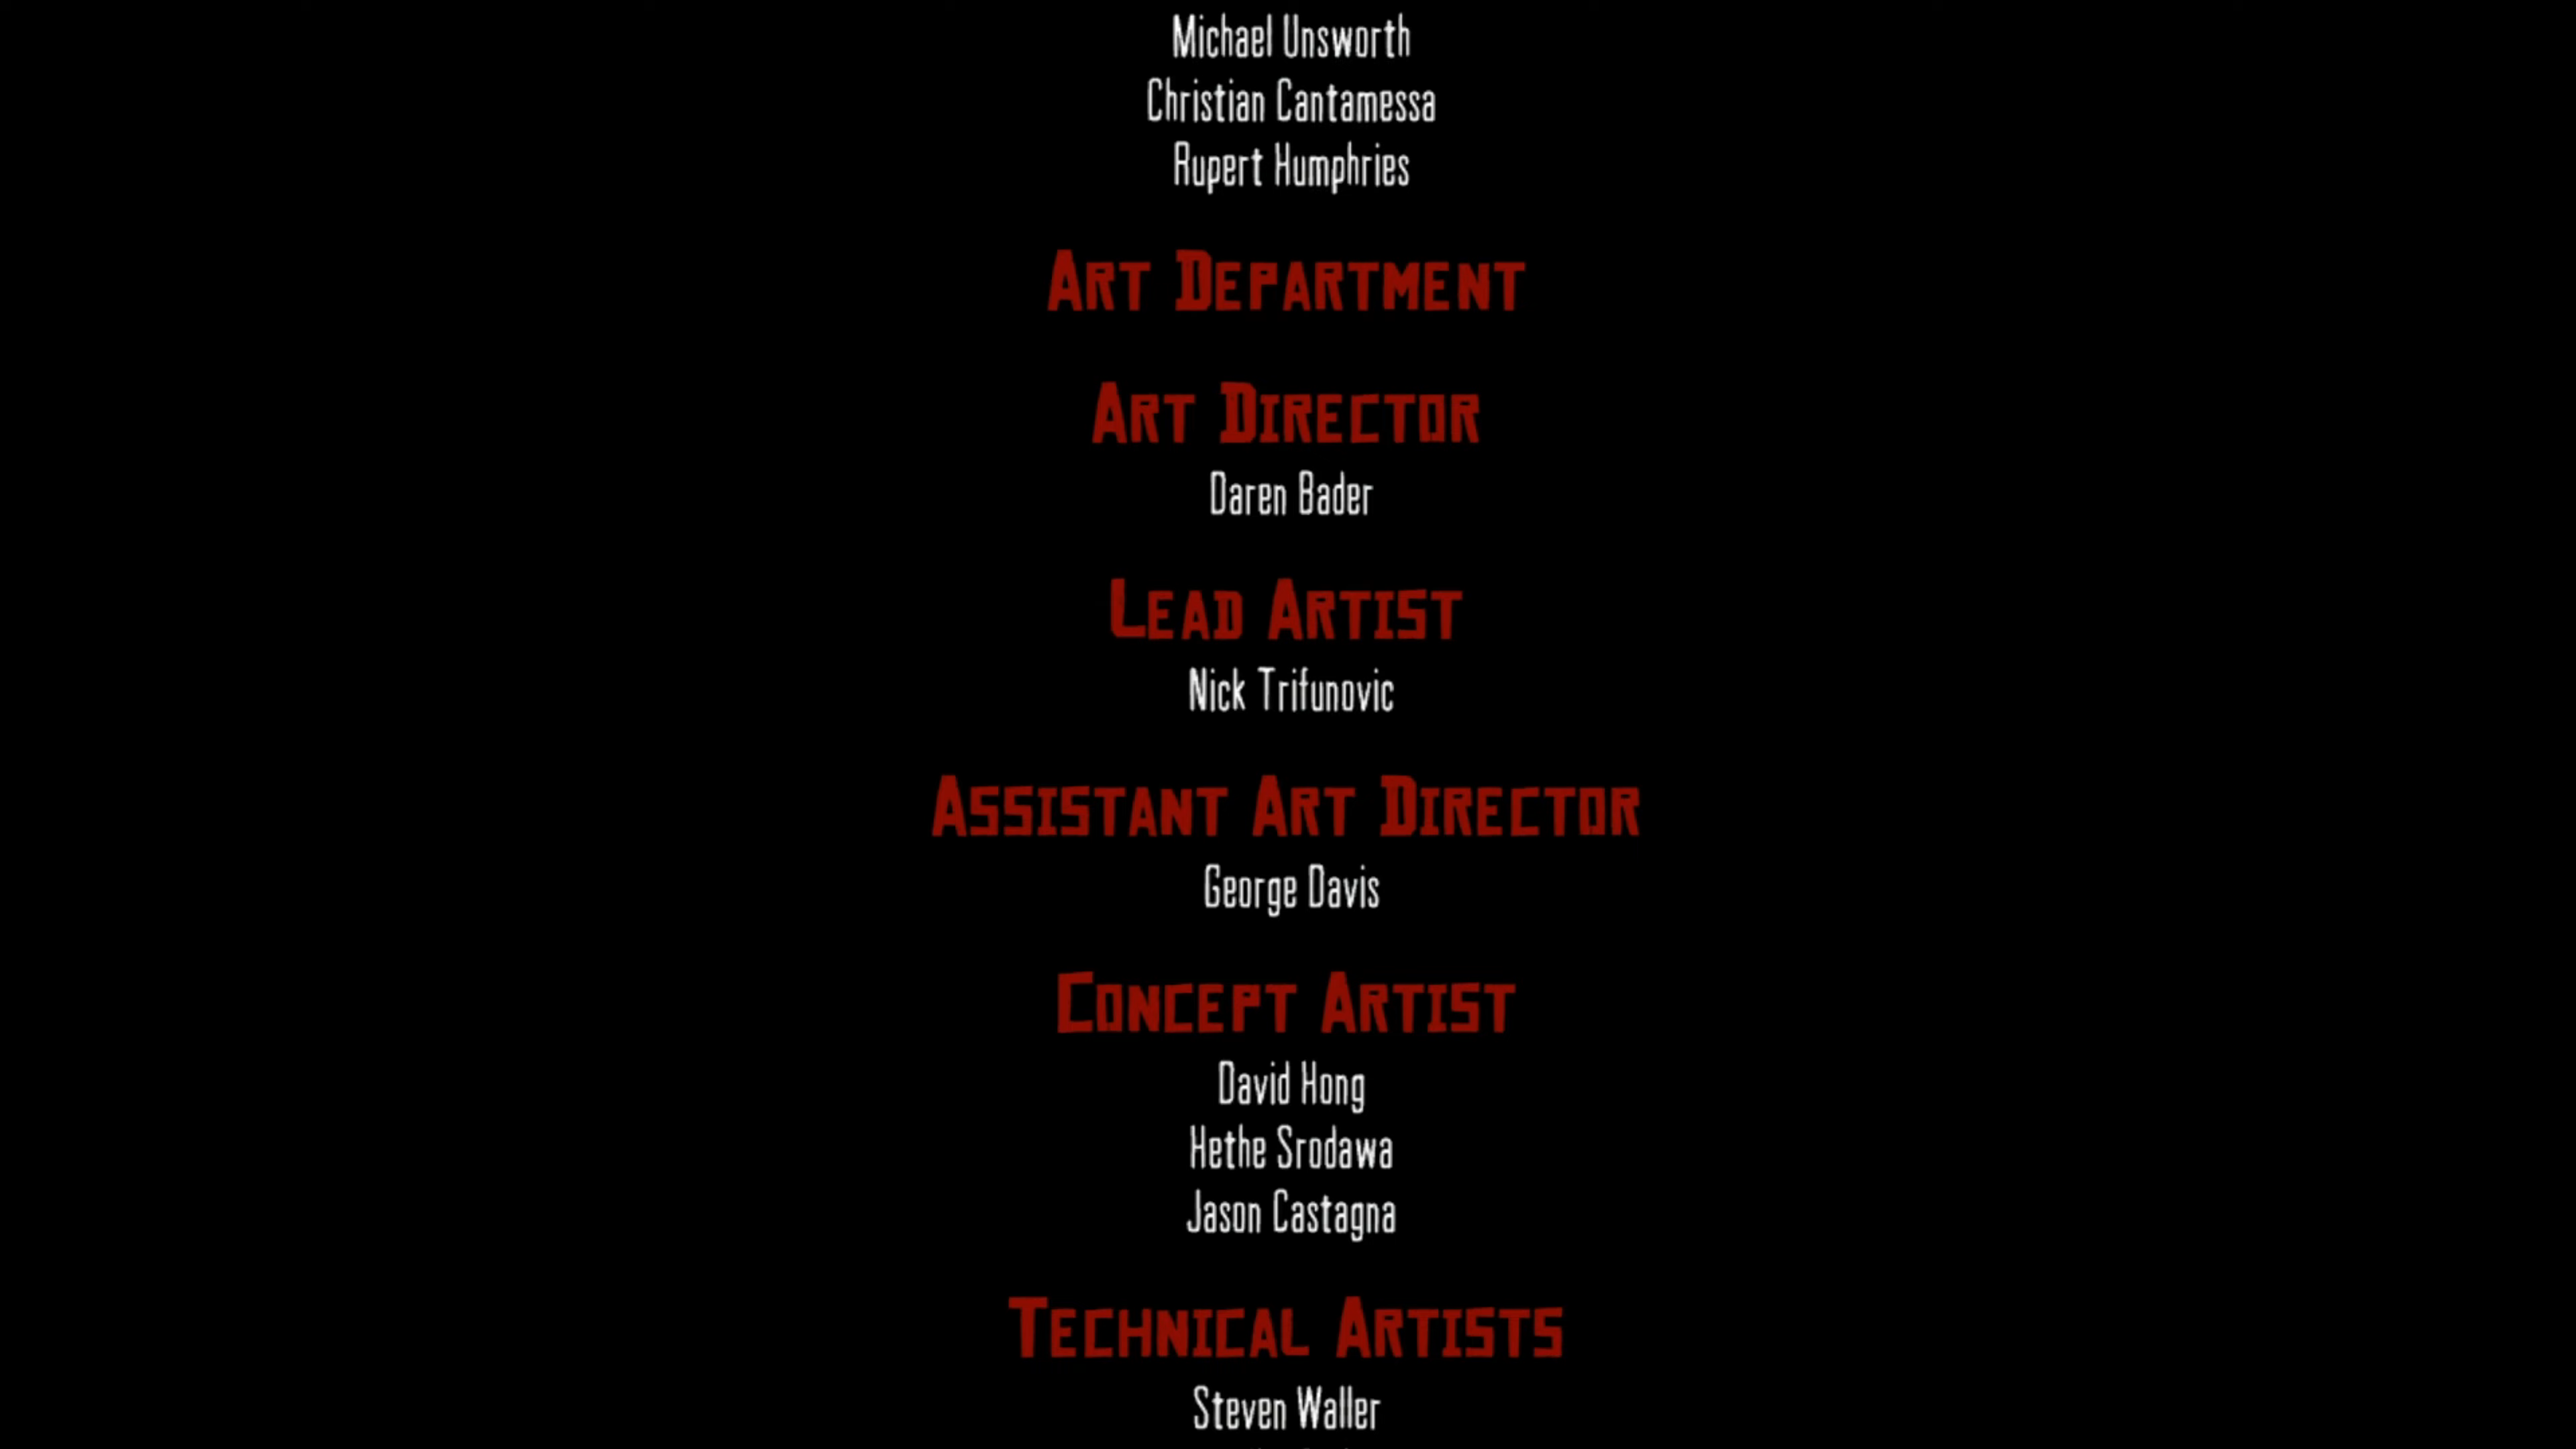 Michael Unsworth
Christian Cantamessa
Rupert Humphries
Art Department
Art Director
Daren Bader
Lead Artist
Nick Trifunovic
Assistant Art Director
George Davis
Concept Artist
David Hong
Hethe Srodawa
Jason Castagna
Technical Artists
Steven Waller